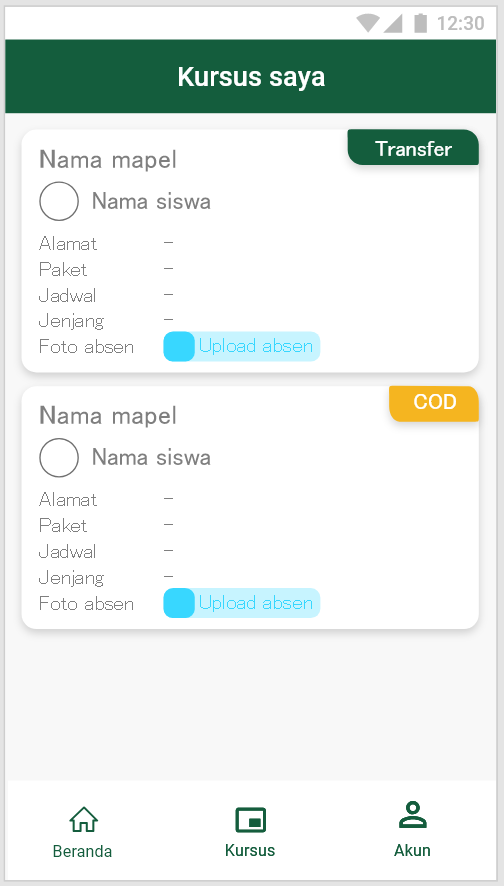 12:30
Kursus saya
Transfer
Nama mapel
Nama siswa
Alamat -
Paket -
Jadwal -
Jenjang -
Foto absen Upload absen
COD
Nama mapel
Nama siswa
Alamat -
Paket -
Jadwal -
Jenjang -
Foto absen Upload absen
Beranda Kursus Akun